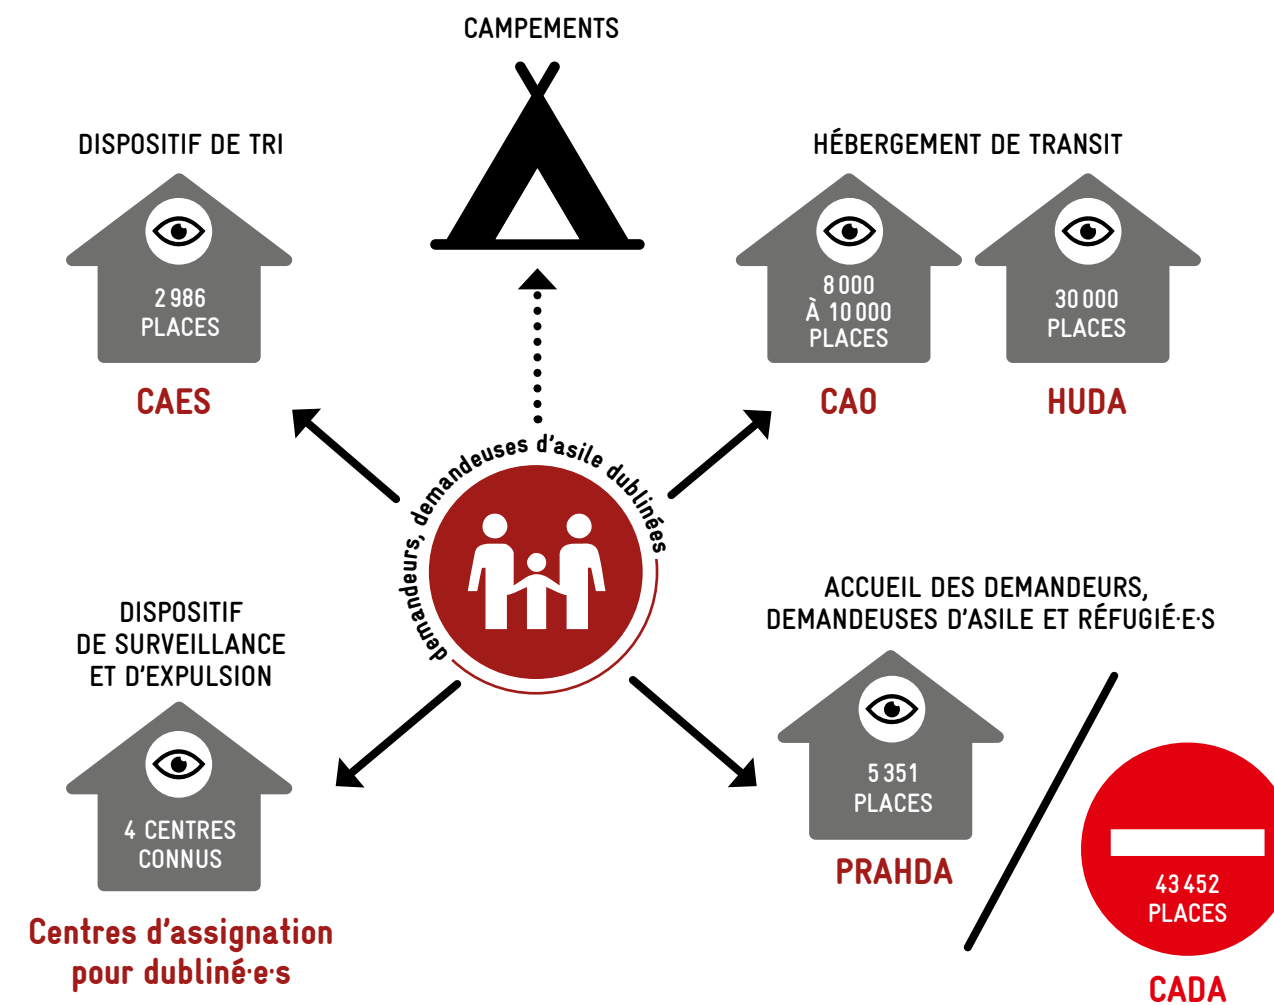 CAMPEMENTS
DISPOSITIF DE TRI
2 986
PLACES
CAES
HÉBERGEMENT DE TRANSIT
8 000
À 10 000
PLACES
CAO
30 000
PLACES
HUDA
demandeurs, demandeuses d'asile dublinées
DISPOSITIF
DE SURVEILLANCE
ET D'EXPULSION
4 CENTRES
CONNUS
Centres d'assignation
pour dubliné·e·s
ACCUEIL DES DEMANDEURS,
DEMANDEUSES D'ASILE ET RÉFUGIÉ·E·S
5 351
PLACES
PRAHDA
43 452
PLACES
CADA